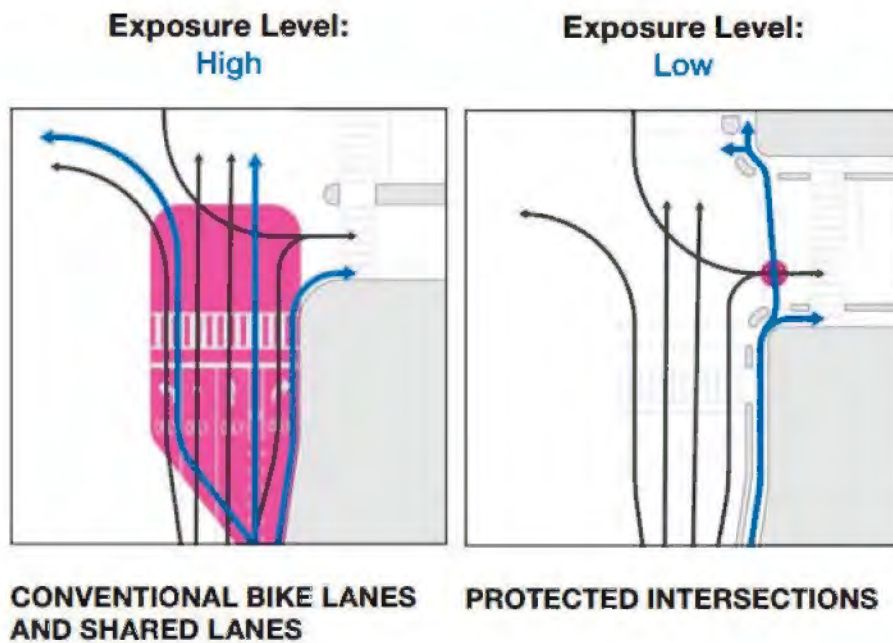 Exposure Level:
High
Exposure Level:
Low
CONVENTIONAL BIKE LANES
AND SHARED LANES
PROTECTED INTERSECTIONS